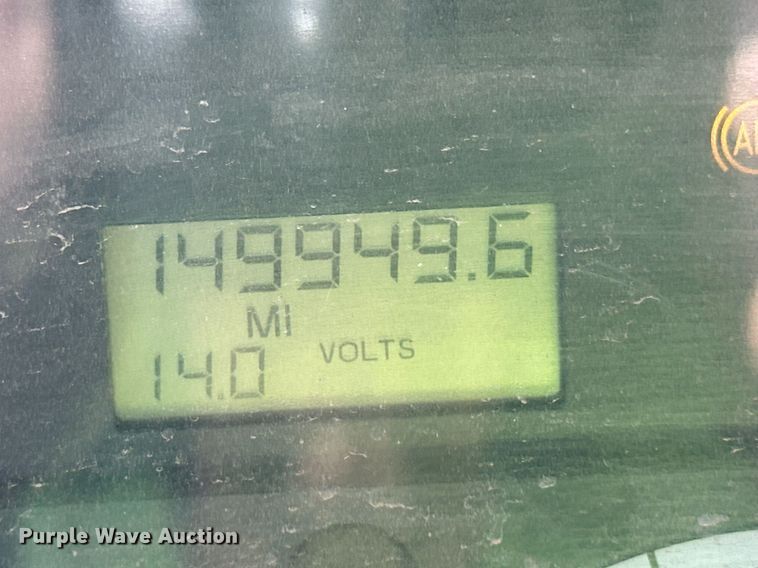 149949.6
MI
14.0 VOLTS
Purple Wave Auction